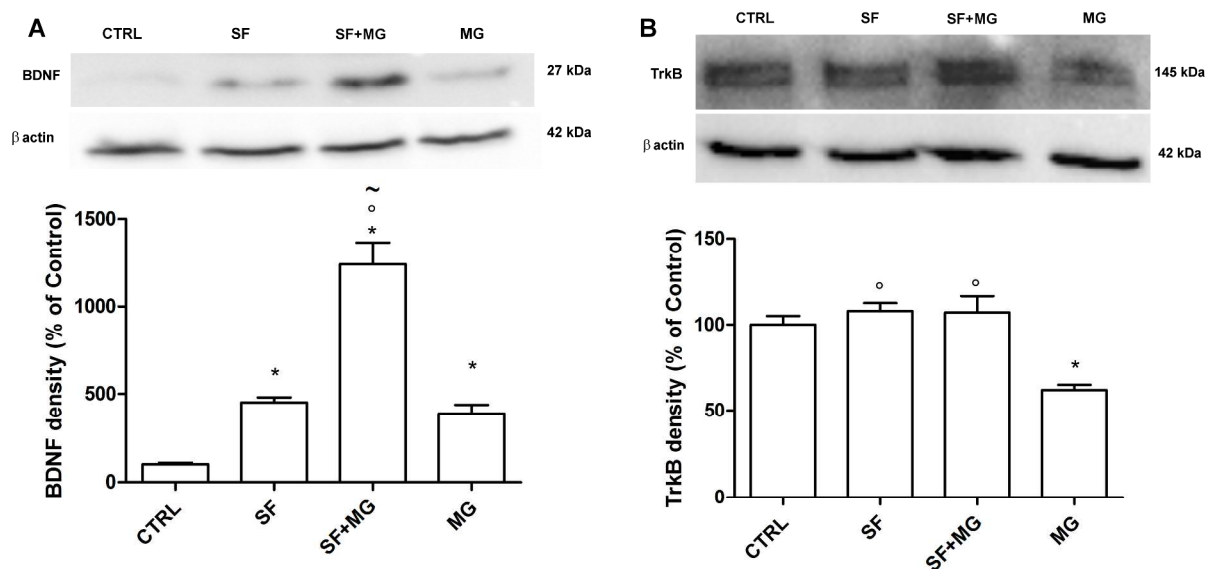 A
CTRL SF SF+MG MG
BDNF 27 kDa
β actin 42 kDa
~
°
*
1500
1000
500
0
* *
BDNF density (% of Control)
CTRL SF SF+MG MG
B
CTRL SF SF+MG MG
TrkB 145 kDa
β actin 42 kDa
150
100
50
0
° °
*
TrkB density (% of Control)
CTRL SF SF+MG MG